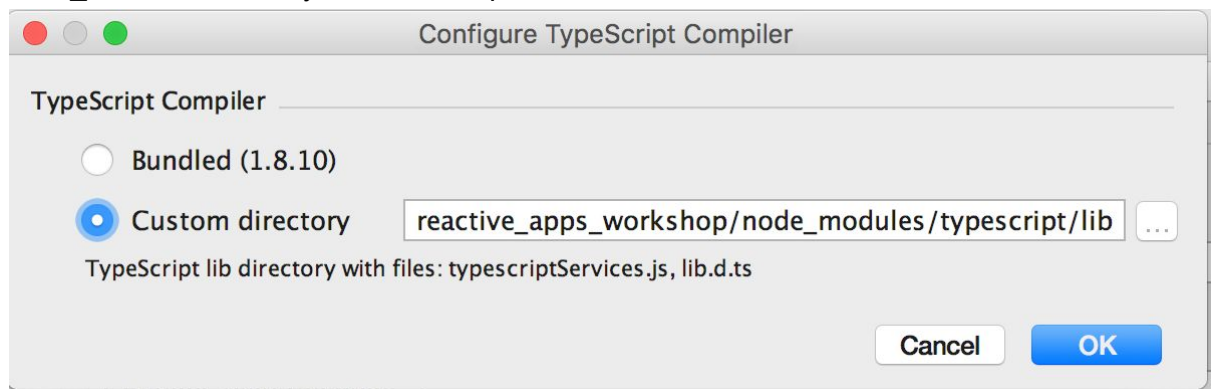 Configure TypeScript Compiler
TypeScript Compiler
Bundled (1.8.10)
Custom directory reactive_apps_workshop/node_modules/typescript/lib ...
TypeScript lib directory with files: typescriptServices.js, lib.d.ts
Cancel OK